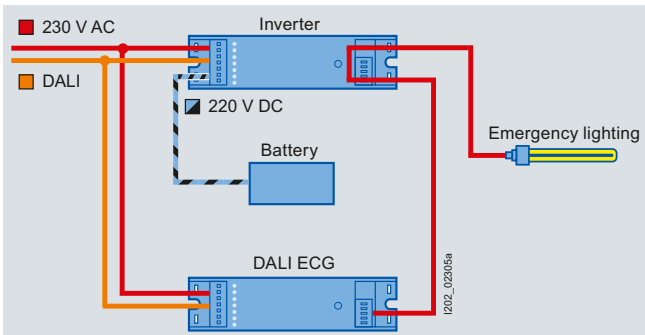 230 V AC
Inverter
DALI
220 V DC
Emergency lighting
Battery
DALI ECG
I202_02305a